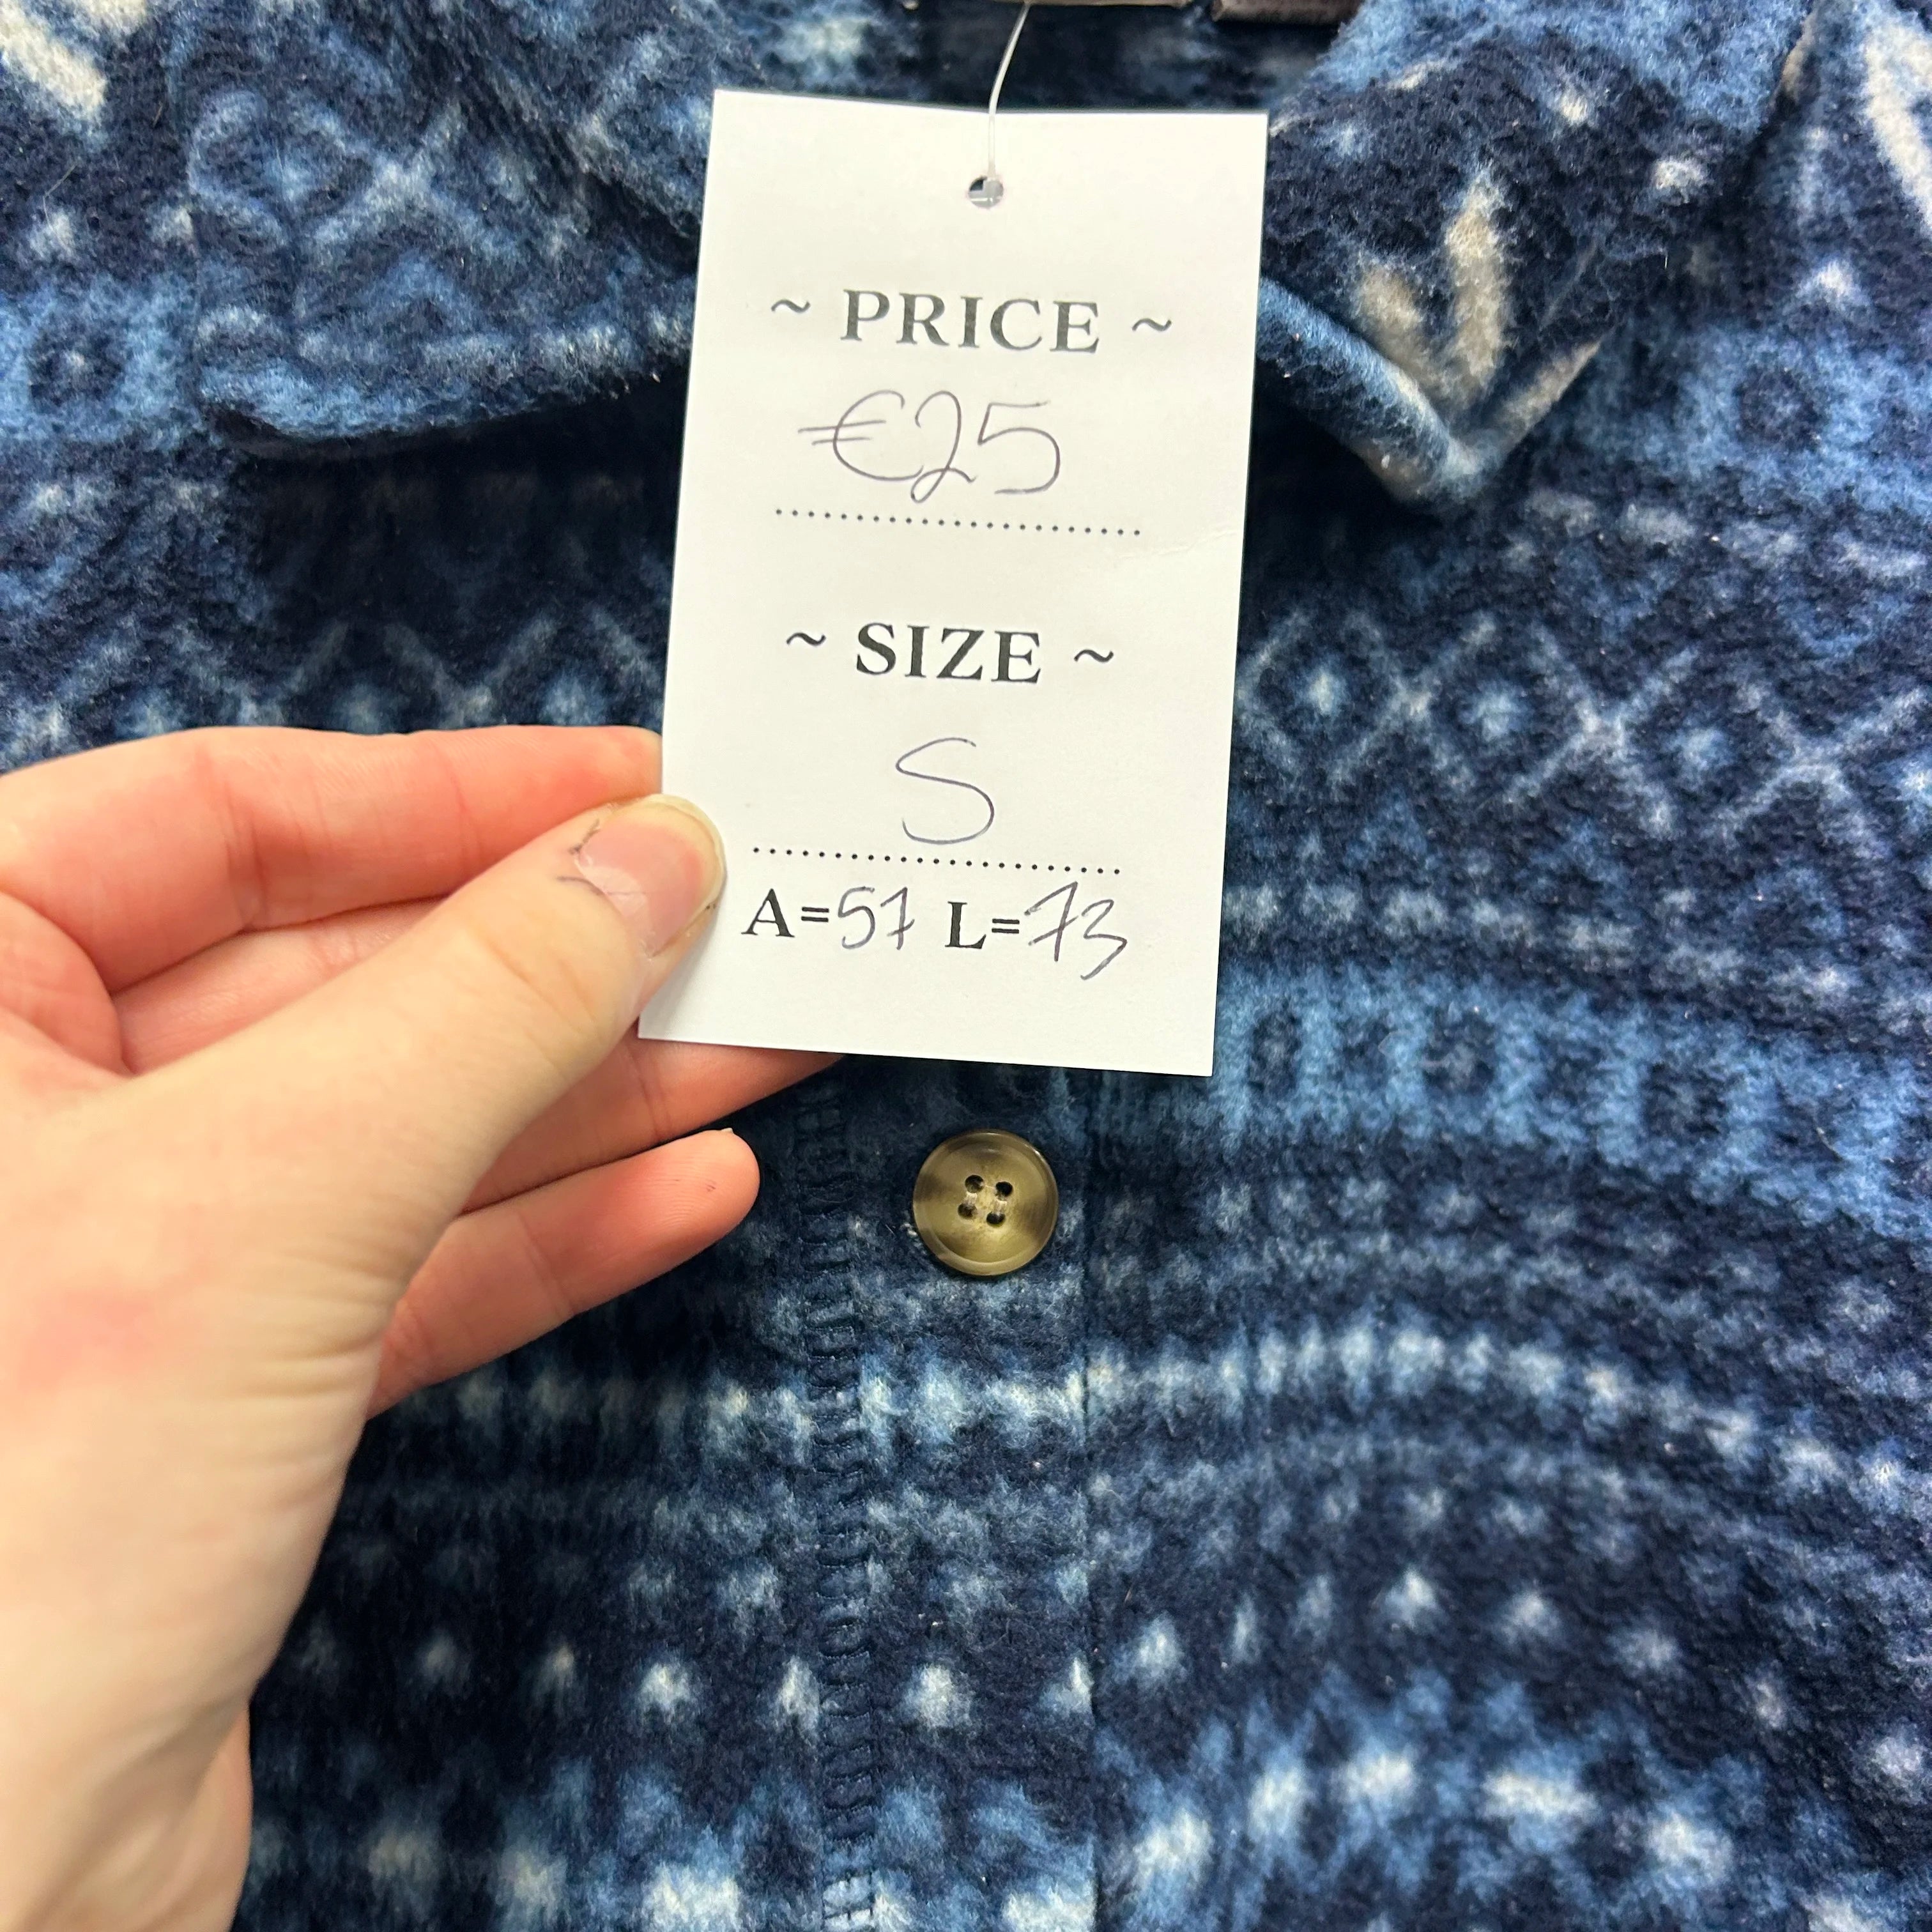 ~ PRICE ~
€25
~ SIZE ~
S
A=57 L=73